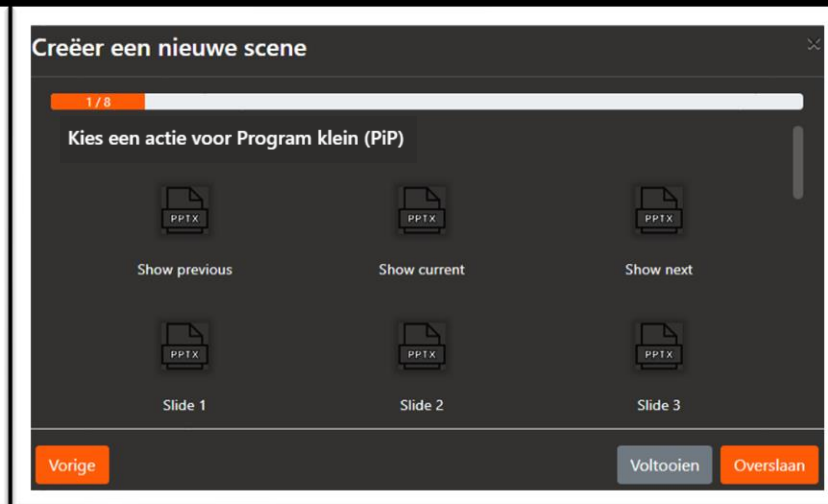 Creëer een nieuwe scene
1 / 8
Kies een actie voor Program klein (PiP)
PPTX PPTX PPTX
Show previous Show current Show next
PPTX PPTX PPTX
Slide 1 Slide 2 Slide 3
Vorige Voltooien Overslaan